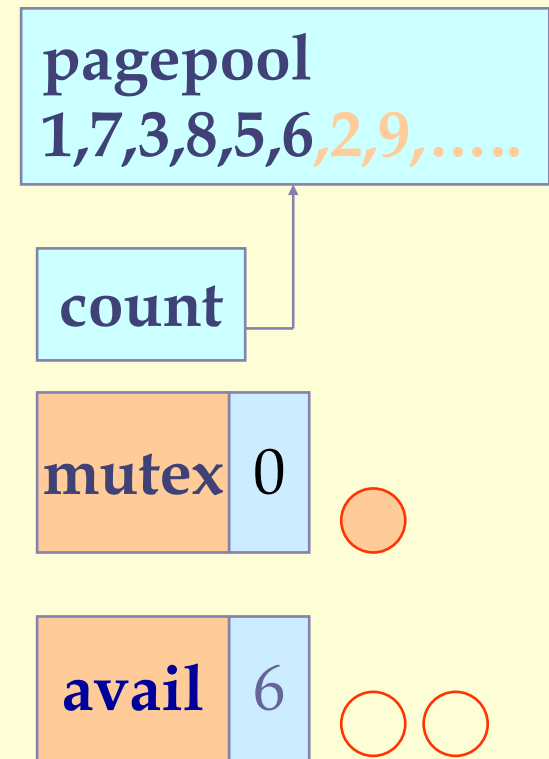 pagepool
1,7,3,8,5,6,2,9,.....
count
mutex 0
avail 6